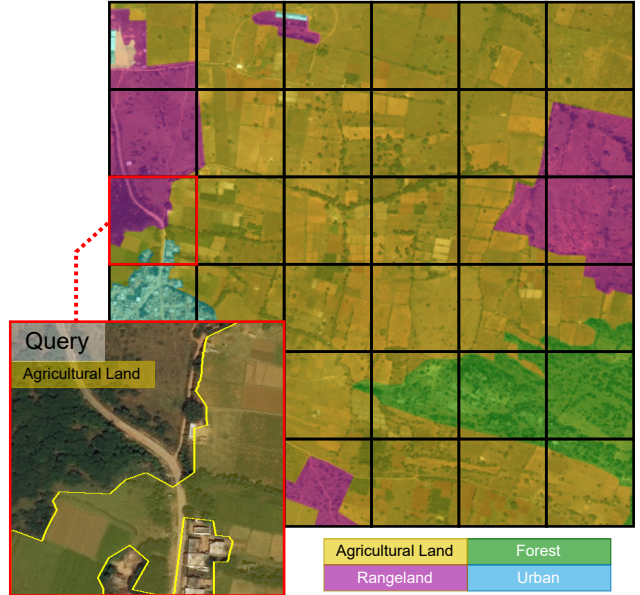 Query
Agricultural Land
Agricultural Land
Forest
Rangeland
Urban